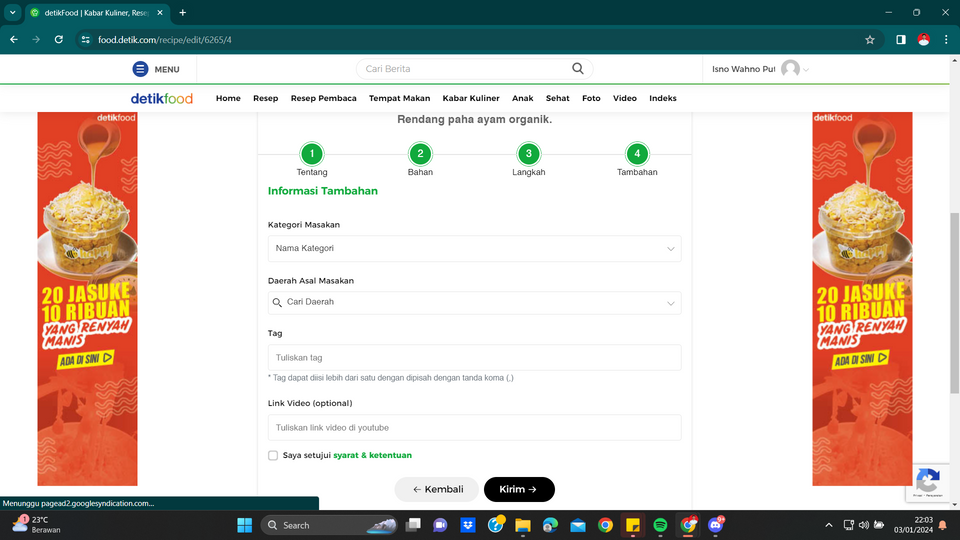 detikFood | Kabar Kuliner, Rese
food.detik.com/recipe/edit/6265/4
MENU
Cari Berita
Isno Wahno Put
detikfood
Home
Resep
Resep Pembaca
Tempat Makan
Kabar Kuliner
Anak
Sehat
Foto
Video
Indeks
detikfood
happy
20 JASUKE
10 RIBUAN
YANG RENYAH
MANIS
ADA DI SINI
Rendang paha ayam organik.
1
2
3
4
Tentang
Bahan
Langkah
Tambahan
Informasi Tambahan
Kategori Masakan
Nama Kategori
Daerah Asal Masakan
Cari Daerah
Tag
Tuliskan tag
* Tag dapat diisi lebih dari satu dengan dipisah dengan tanda koma (,)
Link Video (optional)
Tuliskan link video di youtube
Saya setujui syarat & ketentuan
← Kembali
Kirim →
detikfood
happy
20 JASUKE
10 RIBUAN
YANG RENYAH
MANIS
ADA DI SINI
Menunggu pagead2.googlesyndication.com...
1
23°C
Berawan
Search
22:03
03/01/2024